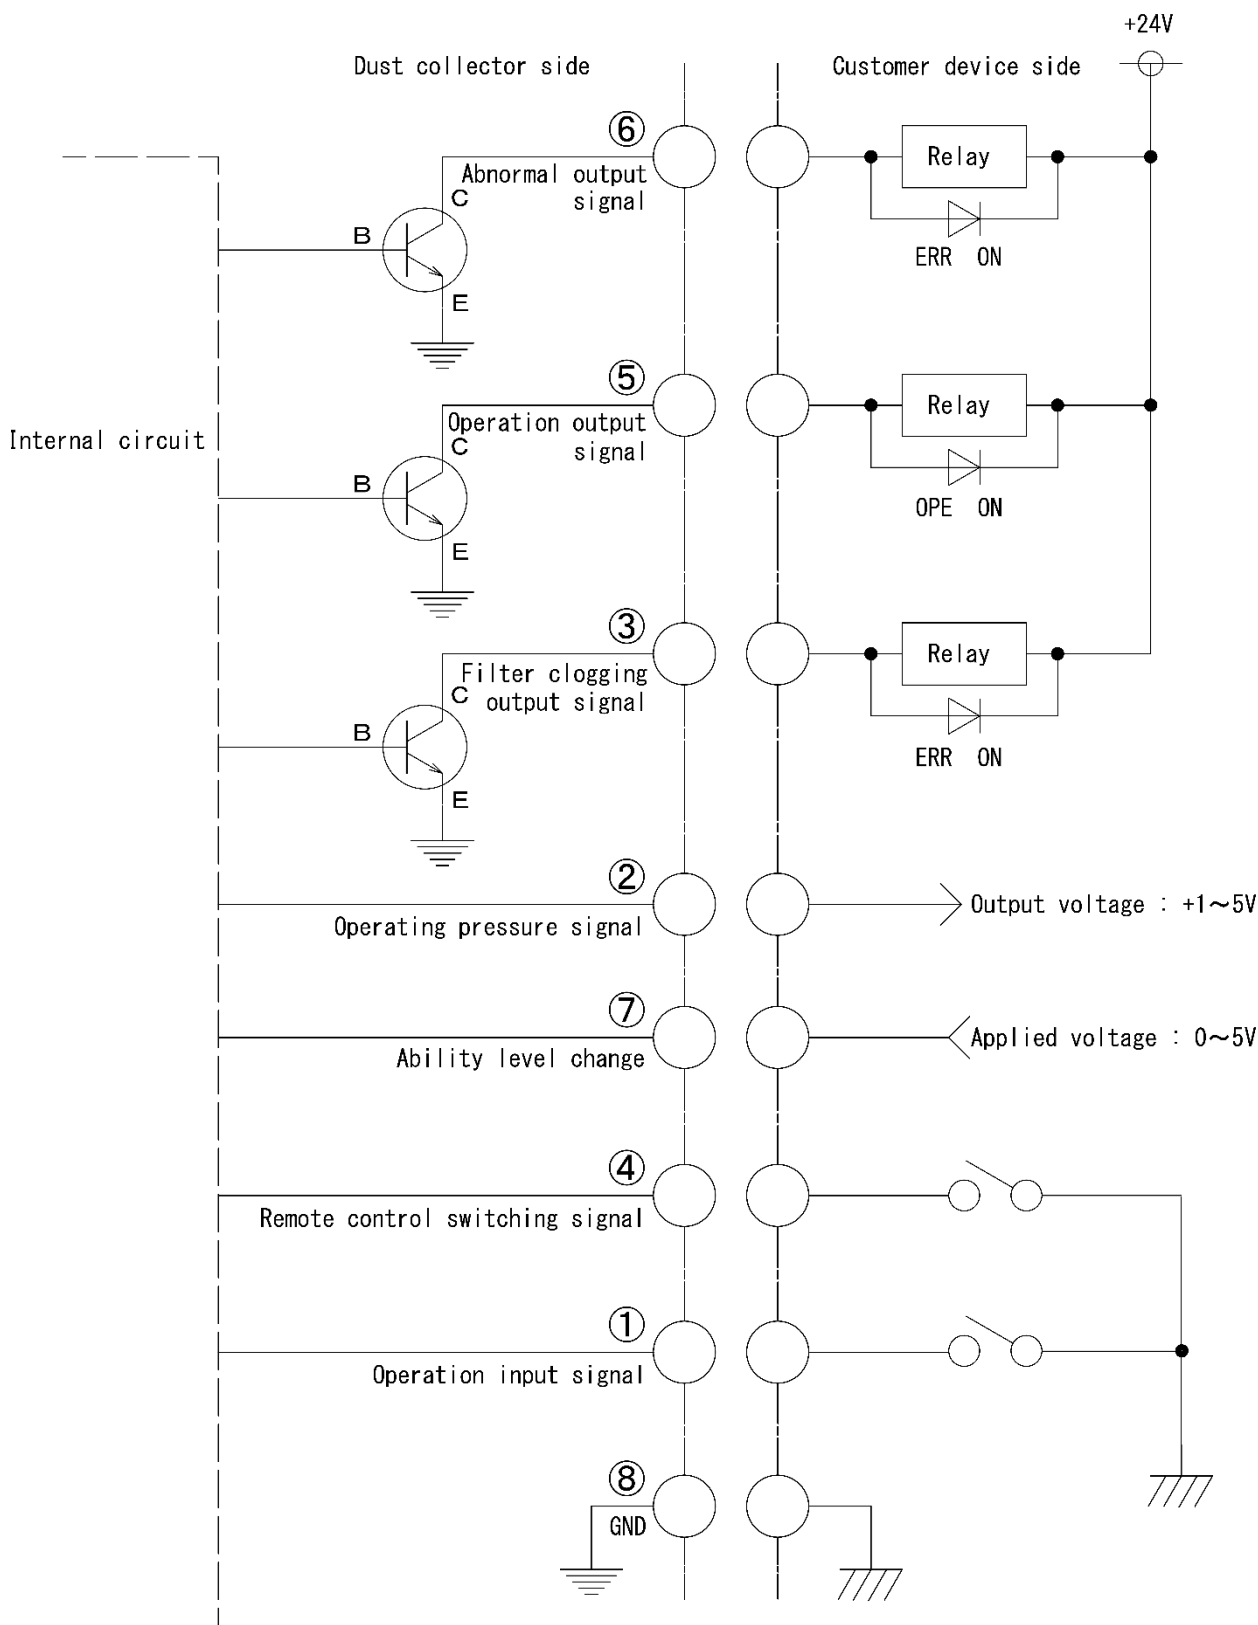 +24V
Dust collector side
Customer device side
⑥
Abnormal output
signal
C
B
E
Relay
ERR ON
⑤
Operation output
signal
C
B
E
Relay
OPE ON
Internal circuit
③
Filter clogging
output signal
C
B
E
Relay
ERR ON
②
Operating pressure signal
Output voltage : +1～5V
⑦
Ability level change
Applied voltage : 0～5V
④
Remote control switching signal
①
Operation input signal
⑧
GND